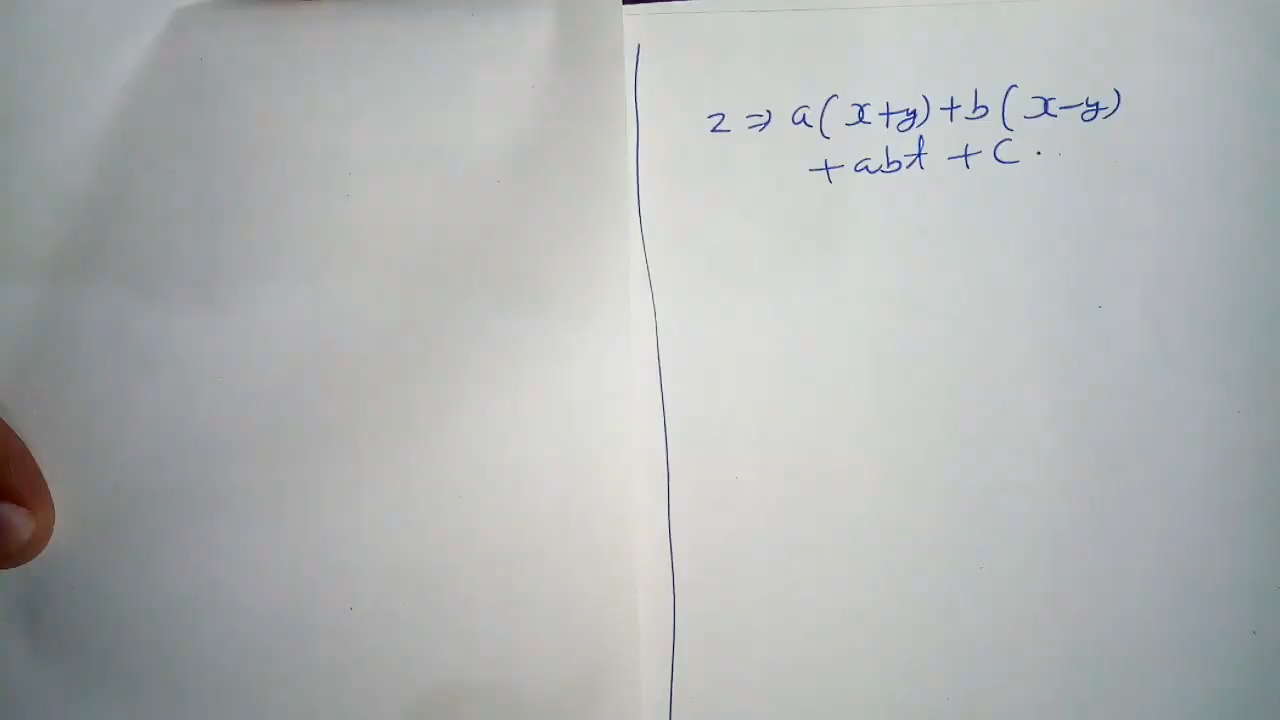 z ⇒ a(x+y)+b(x-y)
+abt + C .